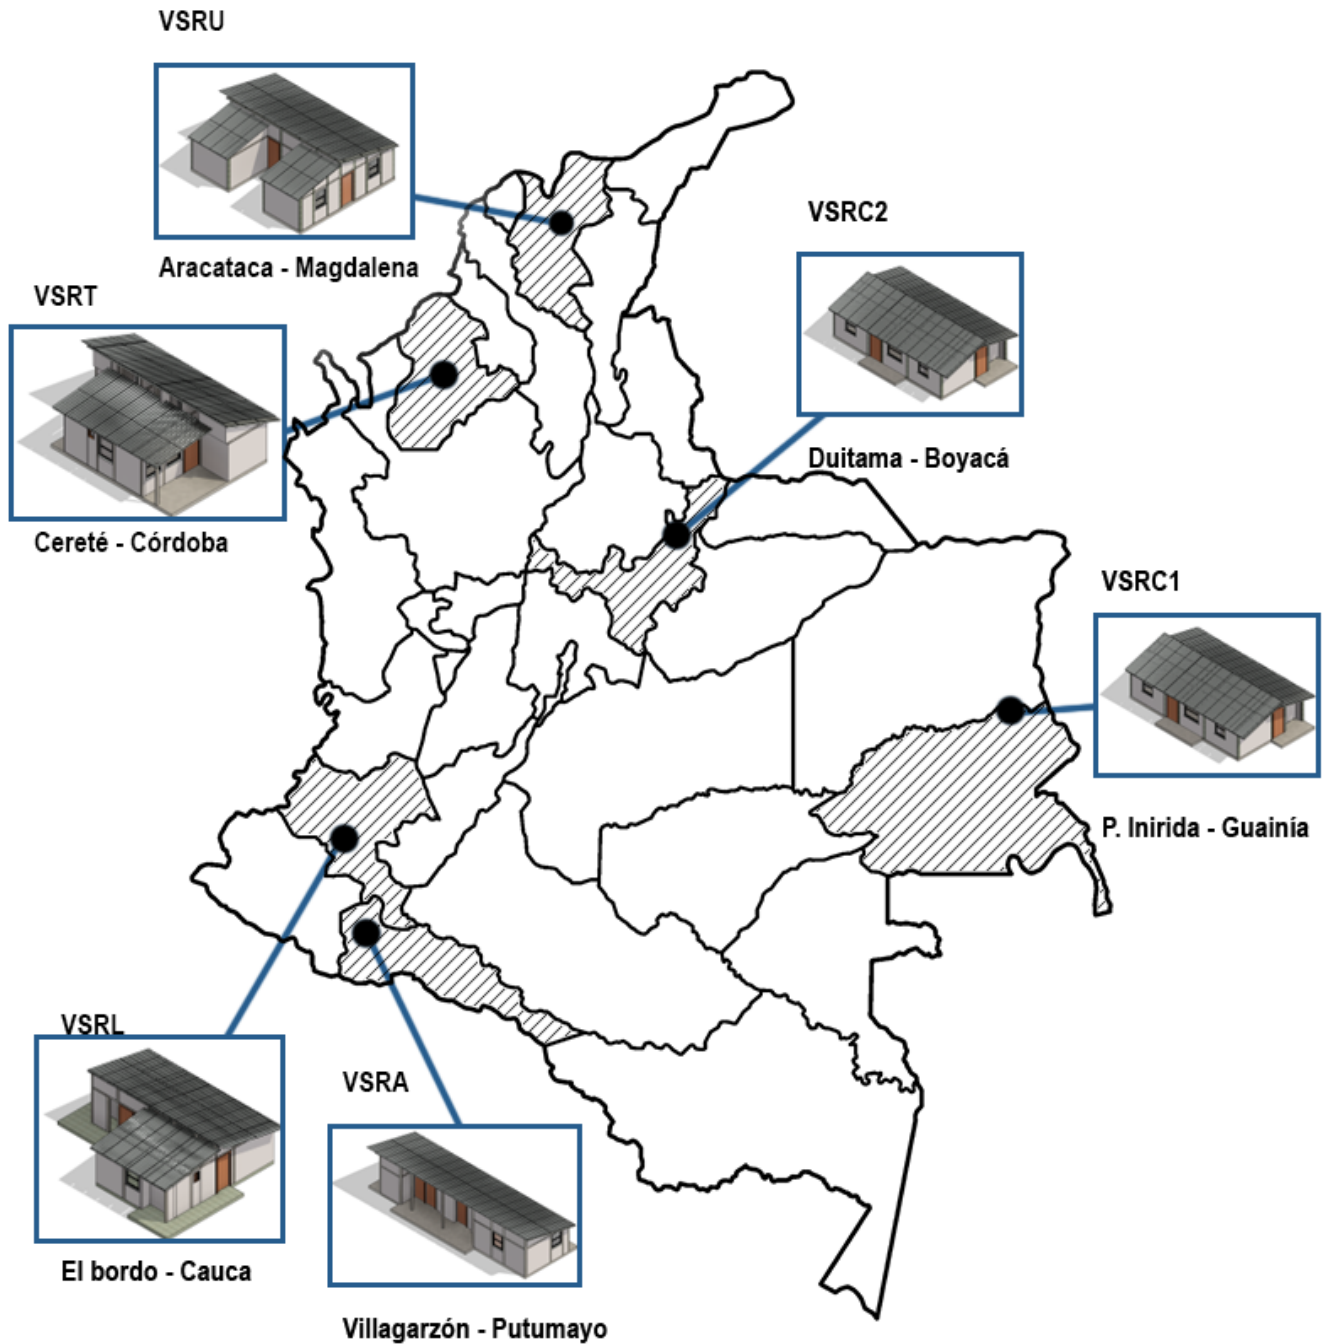 VSRU
Aracataca - Magdalena
VSRC2
Duitama - Boyacá
VSRT
Cereté - Córdoba
VSRC1
P. Inirida - Guainía
VSRL
El bordo - Cauca
VSRA
Villagarzón - Putumayo